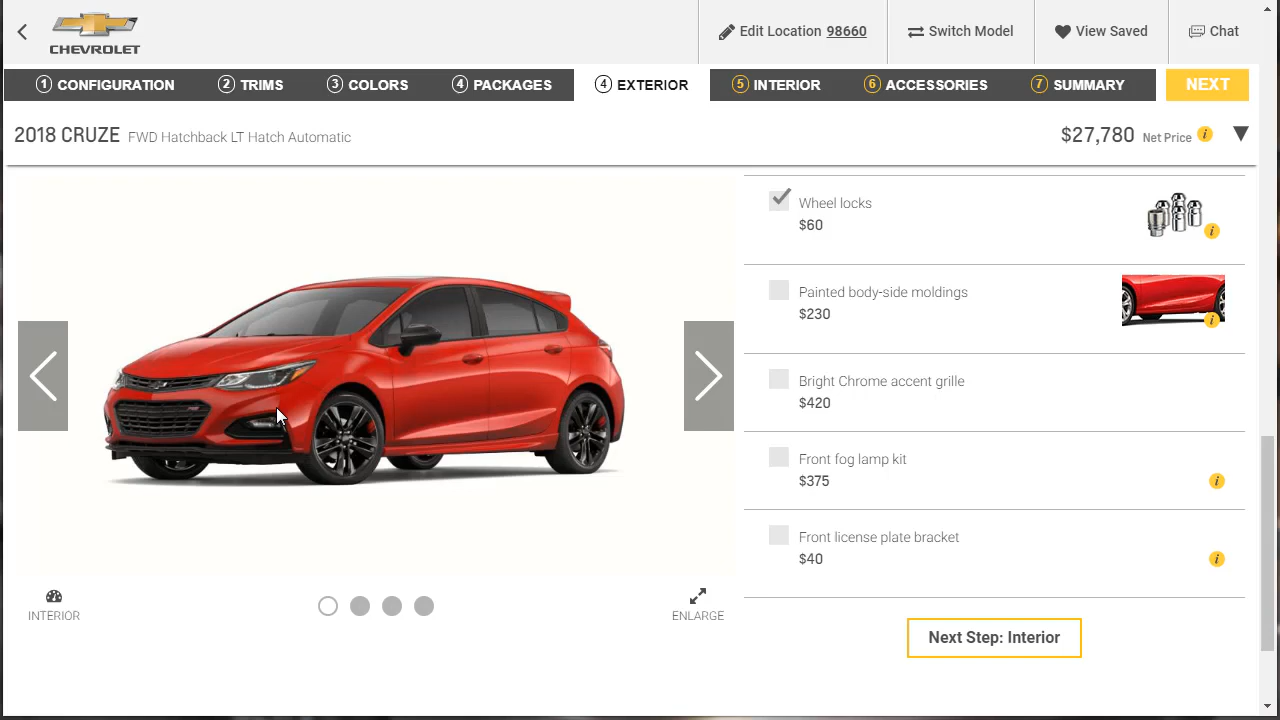 CHEVROLET
Edit Location 98660
Switch Model
View Saved
Chat
1 CONFIGURATION
2 TRIMS
3 COLORS
4 PACKAGES
4 EXTERIOR
5 INTERIOR
6 ACCESSORIES
7 SUMMARY
NEXT
2018 CRUZE FWD Hatchback LT Hatch Automatic
$27,780 Net Price i
Wheel locks
$60
i
Painted body-side moldings
$230
i
Bright Chrome accent grille
$420
Front fog lamp kit
$375
i
Front license plate bracket
$40
i
INTERIOR
ENLARGE
Next Step: Interior